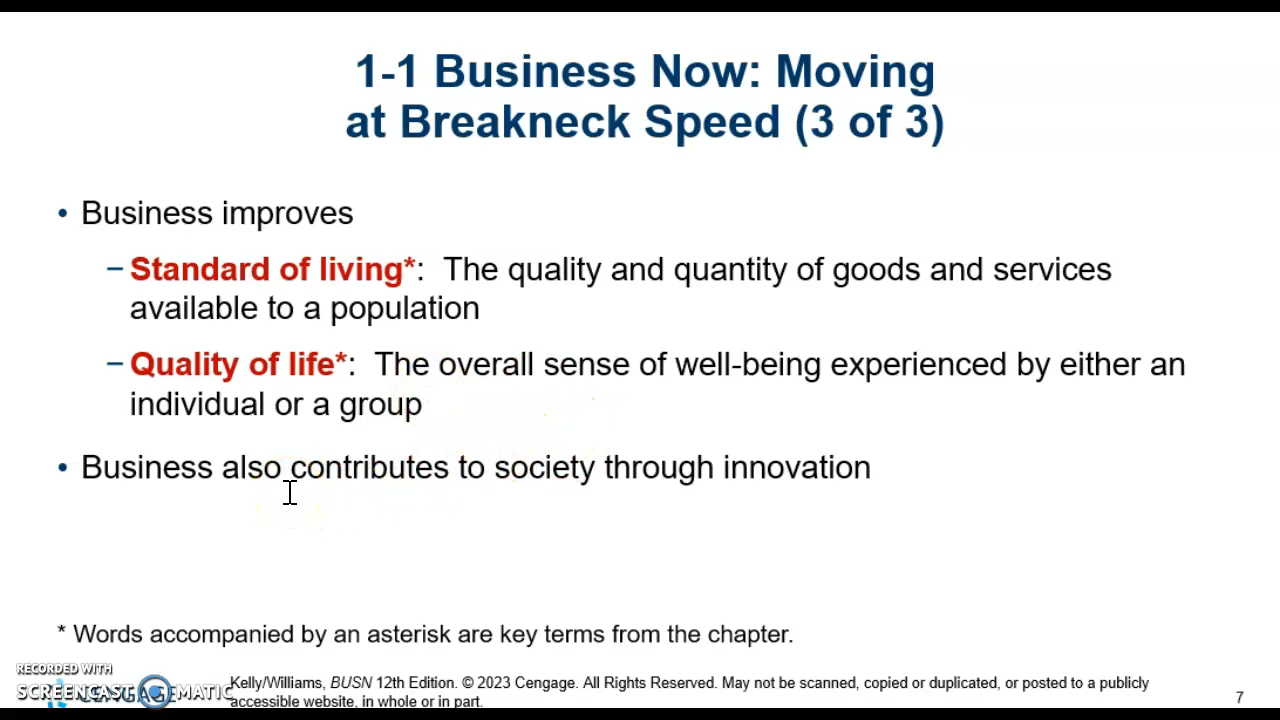 1-1 Business Now: Moving
at Breakneck Speed (3 of 3)
• Business improves
– Standard of living*: The quality and quantity of goods and services
available to a population
– Quality of life*: The overall sense of well-being experienced by either an
individual or a group
• Business also contributes to society through innovation
* Words accompanied by an asterisk are key terms from the chapter.
RECORDED WITH
SCREENCAST MATIC
CENGAGE
Kelly/Williams, BUSN 12th Edition. © 2023 Cengage. All Rights Reserved. May not be scanned, copied or duplicated, or posted to a publicly
accessible website, in whole or in part.
7